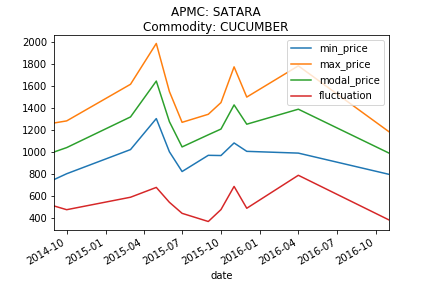 APMC: SATARA
Commodity: CUCUMBER
min_price
max_price
modal_price
fluctuation
2000
1800
1600
1400
1200
1000
800
600
400
2014-10
2015-01
2015-04
2015-07
2015-10
2016-01
2016-04
2016-07
2016-10
date